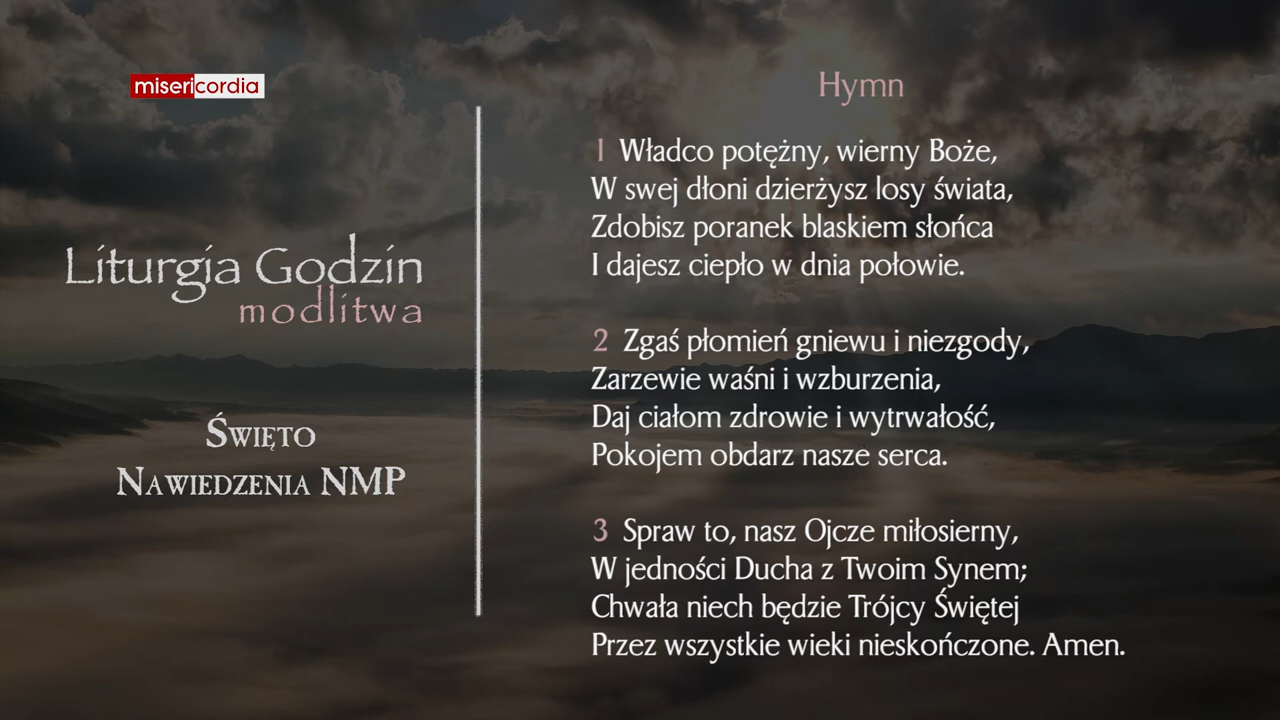 misericordia
Liturgia Godzin
modlitwa
Święto
Nawiedzenia NMP
Hymn
1 Władco potężny, wierny Boże,
W swej dłoni dzierżysz losy świata,
Zdobisz poranek blaskiem słońca
I dajesz ciepło w dnia połowie.
2 Zgaś płomień gniewu i niezgody,
Zarzewie waśni i wzburzenia,
Daj ciałom zdrowie i wytrwałość,
Pokojem obdarz nasze serca.
3 Spraw to, nasz Ojcze miłosierny,
W jedności Ducha z Twoim Synem;
Chwała niech będzie Trójcy Świętej
Przez wszystkie wieki nieskończone. Amen.